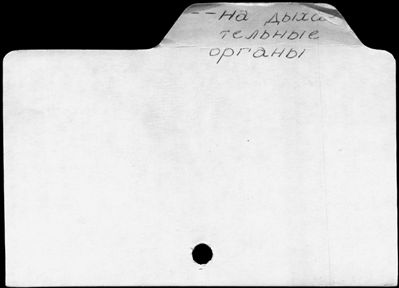 --На дыха-
тельные
органы